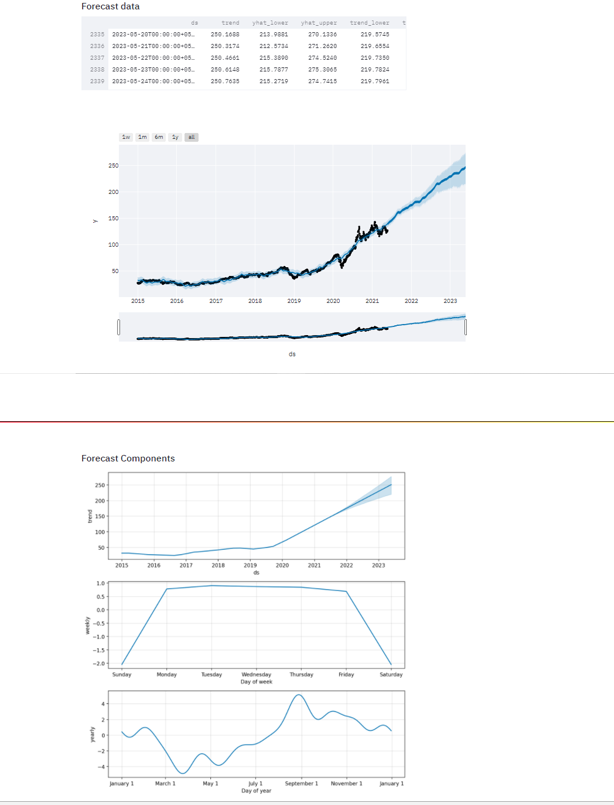 Forecast data
ds trend yhat_lower yhat_upper trend_lower t
2335 2023-05-20T00:00:00+05… 250.1688 213.9881 270.1336 219.5745
2336 2023-05-21T00:00:00+05… 250.3174 212.5734 271.2620 219.6554
2337 2023-05-22T00:00:00+05… 250.4661 215.3890 274.5240 219.7350
2338 2023-05-23T00:00:00+05… 250.6148 215.7877 275.3065 219.7824
2339 2023-05-24T00:00:00+05… 250.7635 215.2719 274.7415 219.7961
1w 1m 6m 1y all
250
200
150
y
100
50
2015 2016 2017 2018 2019 2020 2021 2022 2023
ds
Forecast Components
250
200
150
100
50
trend
2015 2016 2017 2018 2019 2020 2021 2022 2023
ds
1.0
0.5
0.0
−0.5
−1.0
−1.5
−2.0
weekly
Sunday Monday Tuesday Wednesday Thursday Friday Saturday
Day of week
4
2
0
−2
−4
yearly
January 1 March 1 May 1 July 1 September 1 November 1 January 1
Day of year